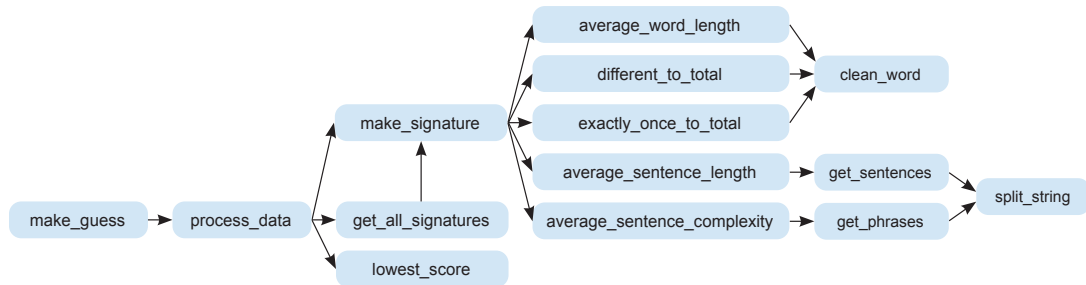 average_word_length
different_to_total
clean_word
make_signature
exactly_once_to_total
average_sentence_length
get_sentences
split_string
make_guess
process_data
get_all_signatures
average_sentence_complexity
get_phrases
lowest_score